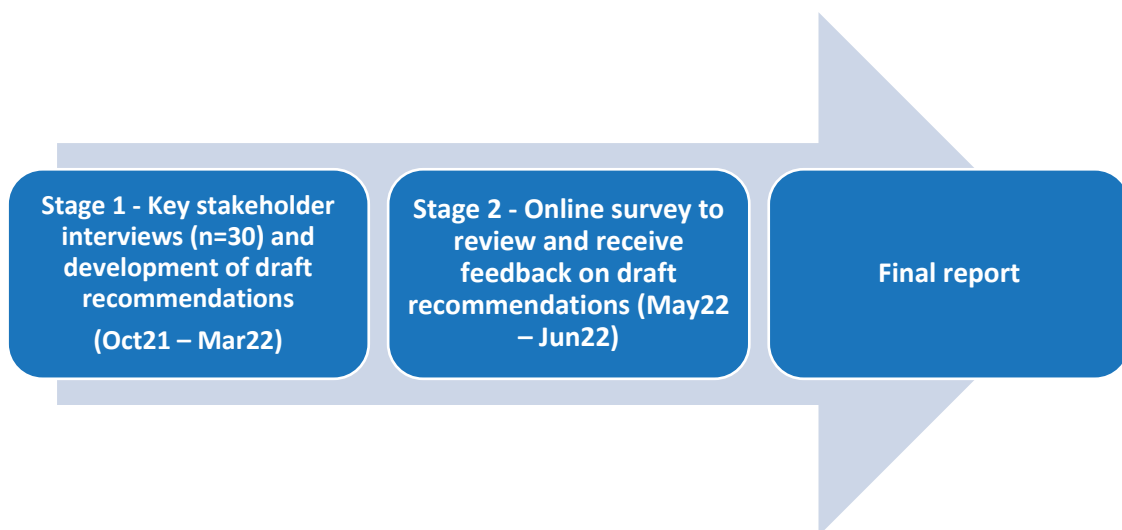 Stage 1 - Key stakeholder
interviews (n=30) and
development of draft
recommendations
(Oct21 – Mar22)
Stage 2 - Online survey to
review and receive
feedback on draft
recommendations (May22
– Jun22)
Final report